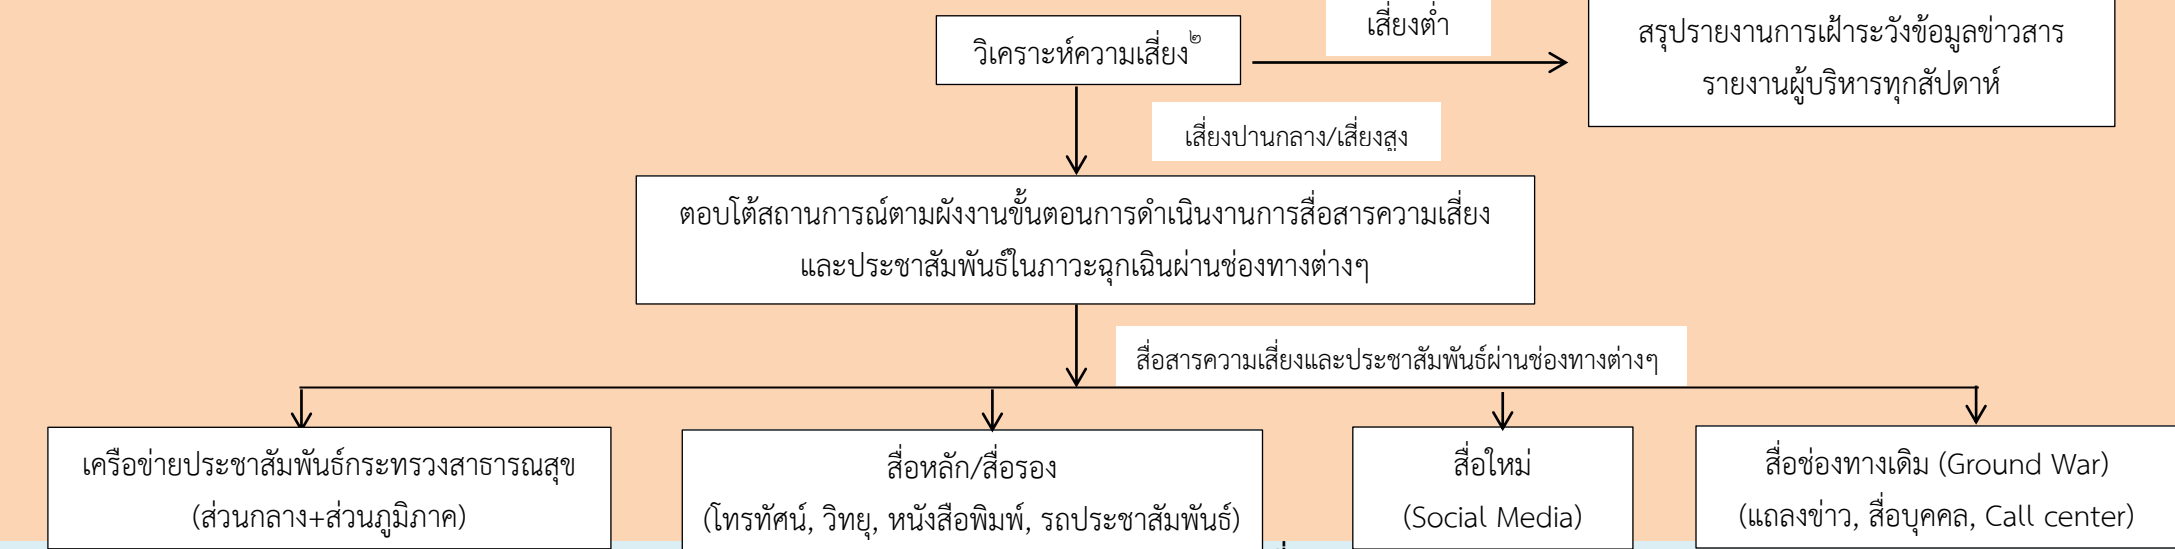 เสี่ยงต่ำ
วิเคราะห์ความเสี่ยง๒
สรุปรายงานการเฝ้าระวังข้อมูลข่าวสาร
รายงานผู้บริหารทุกสัปดาห์
เสี่ยงปานกลาง/เสี่ยงสูง
ตอบโต้สถานการณ์ตามผังงานขั้นตอนการดำเนินงานการสื่อสารความเสี่ยง
และประชาสัมพันธ์ในภาวะฉุกเฉินผ่านช่องทางต่างๆ
สื่อสารความเสี่ยงและประชาสัมพันธ์ผ่านช่องทางต่างๆ
เครือข่ายประชาสัมพันธ์กระทรวงสาธารณสุข
(ส่วนกลาง+ส่วนภูมิภาค)
สื่อหลัก/สื่อรอง
(โทรทัศน์, วิทยุ, หนังสือพิมพ์, รถประชาสัมพันธ์)
สื่อใหม่
(Social Media)
สื่อช่องทางเดิม (Ground War)
(แถลงข่าว, สื่อบุคคล, Call center)